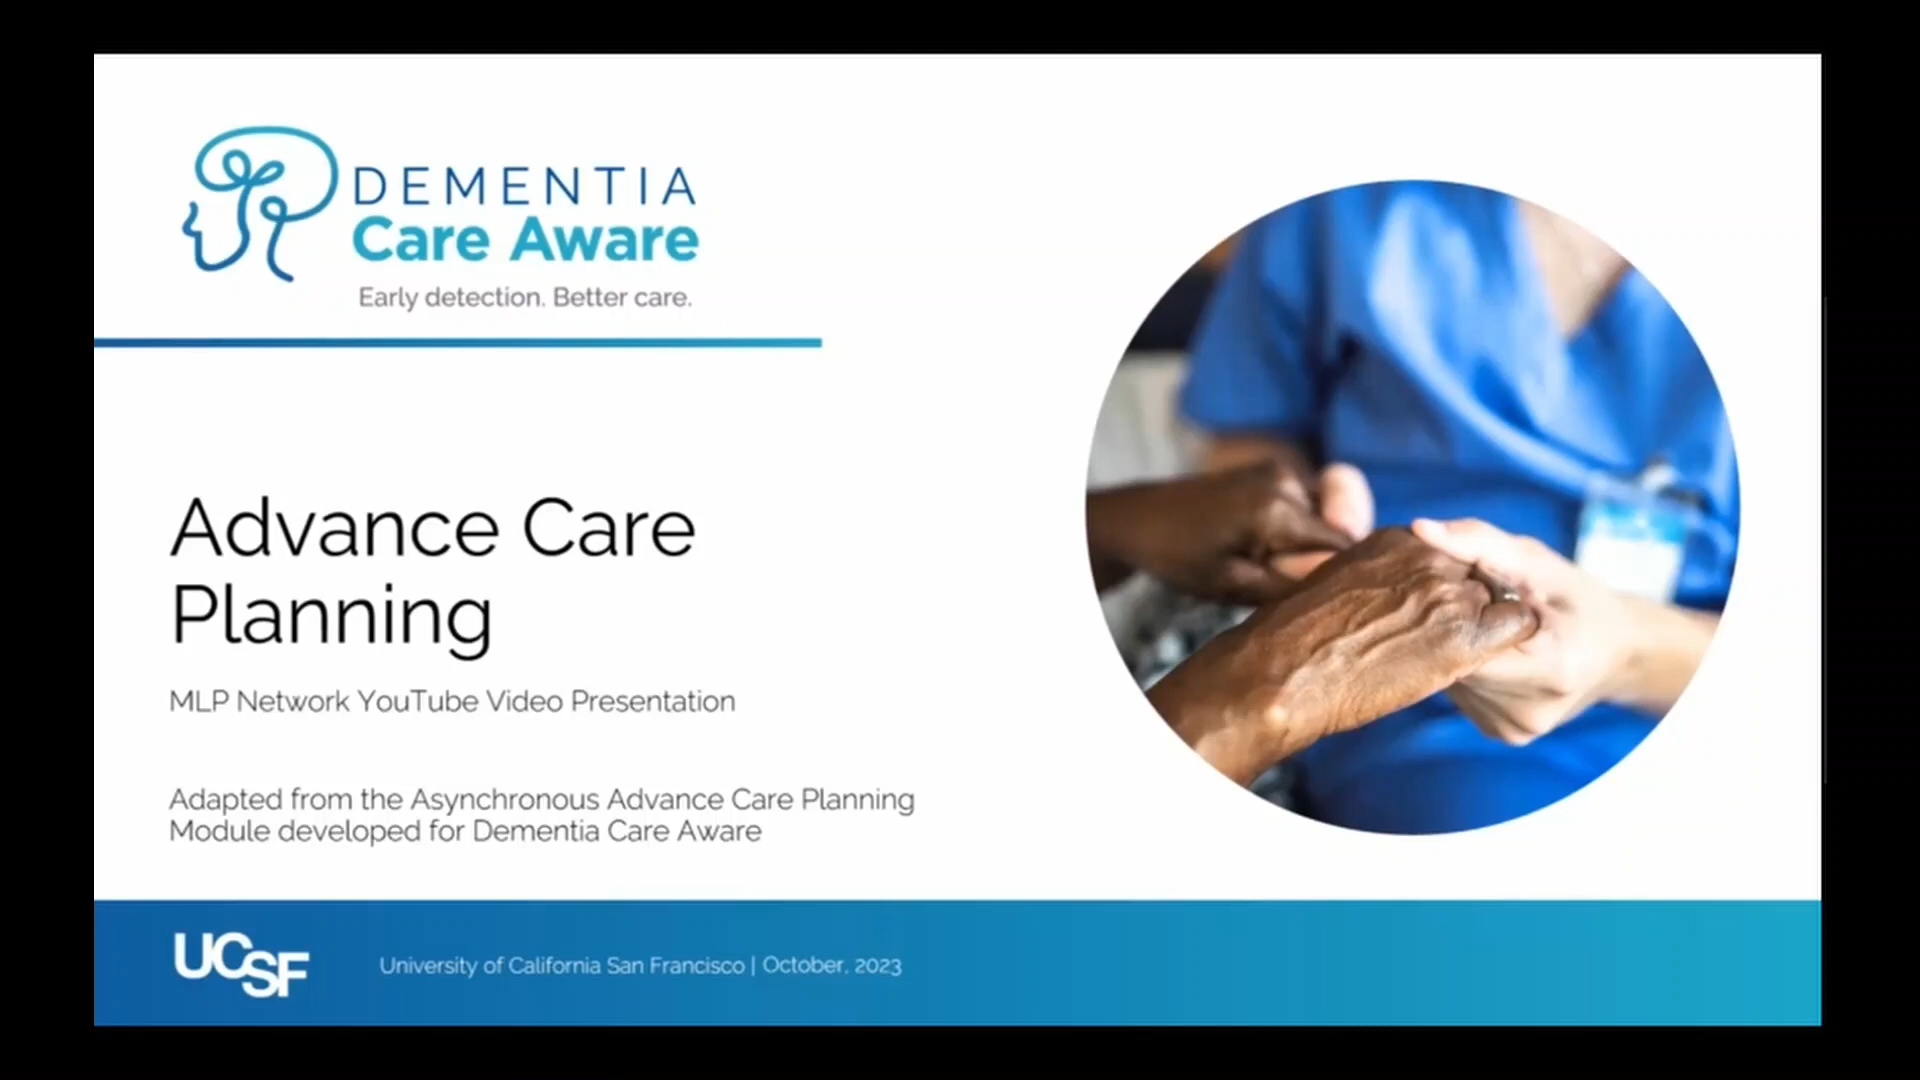 DEMENTIA
Care Aware
Early detection. Better care.
Advance Care
Planning
MLP Network YouTube Video Presentation
Adapted from the Asynchronous Advance Care Planning
Module developed for Dementia Care Aware
UCSF
University of California San Francisco | October, 2023